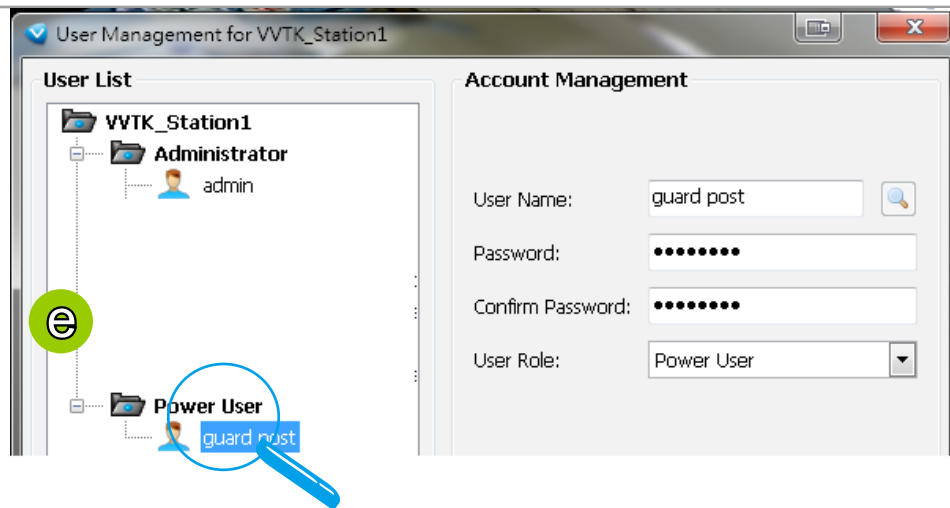 User Management for VVTK_Station1
User List
VVTK_Station1
Administrator
admin
e
Power User
guard post
Account Management
User Name: guard post
Password: ●●●●●●●●
Confirm Password: ●●●●●●●●
User Role: Power User